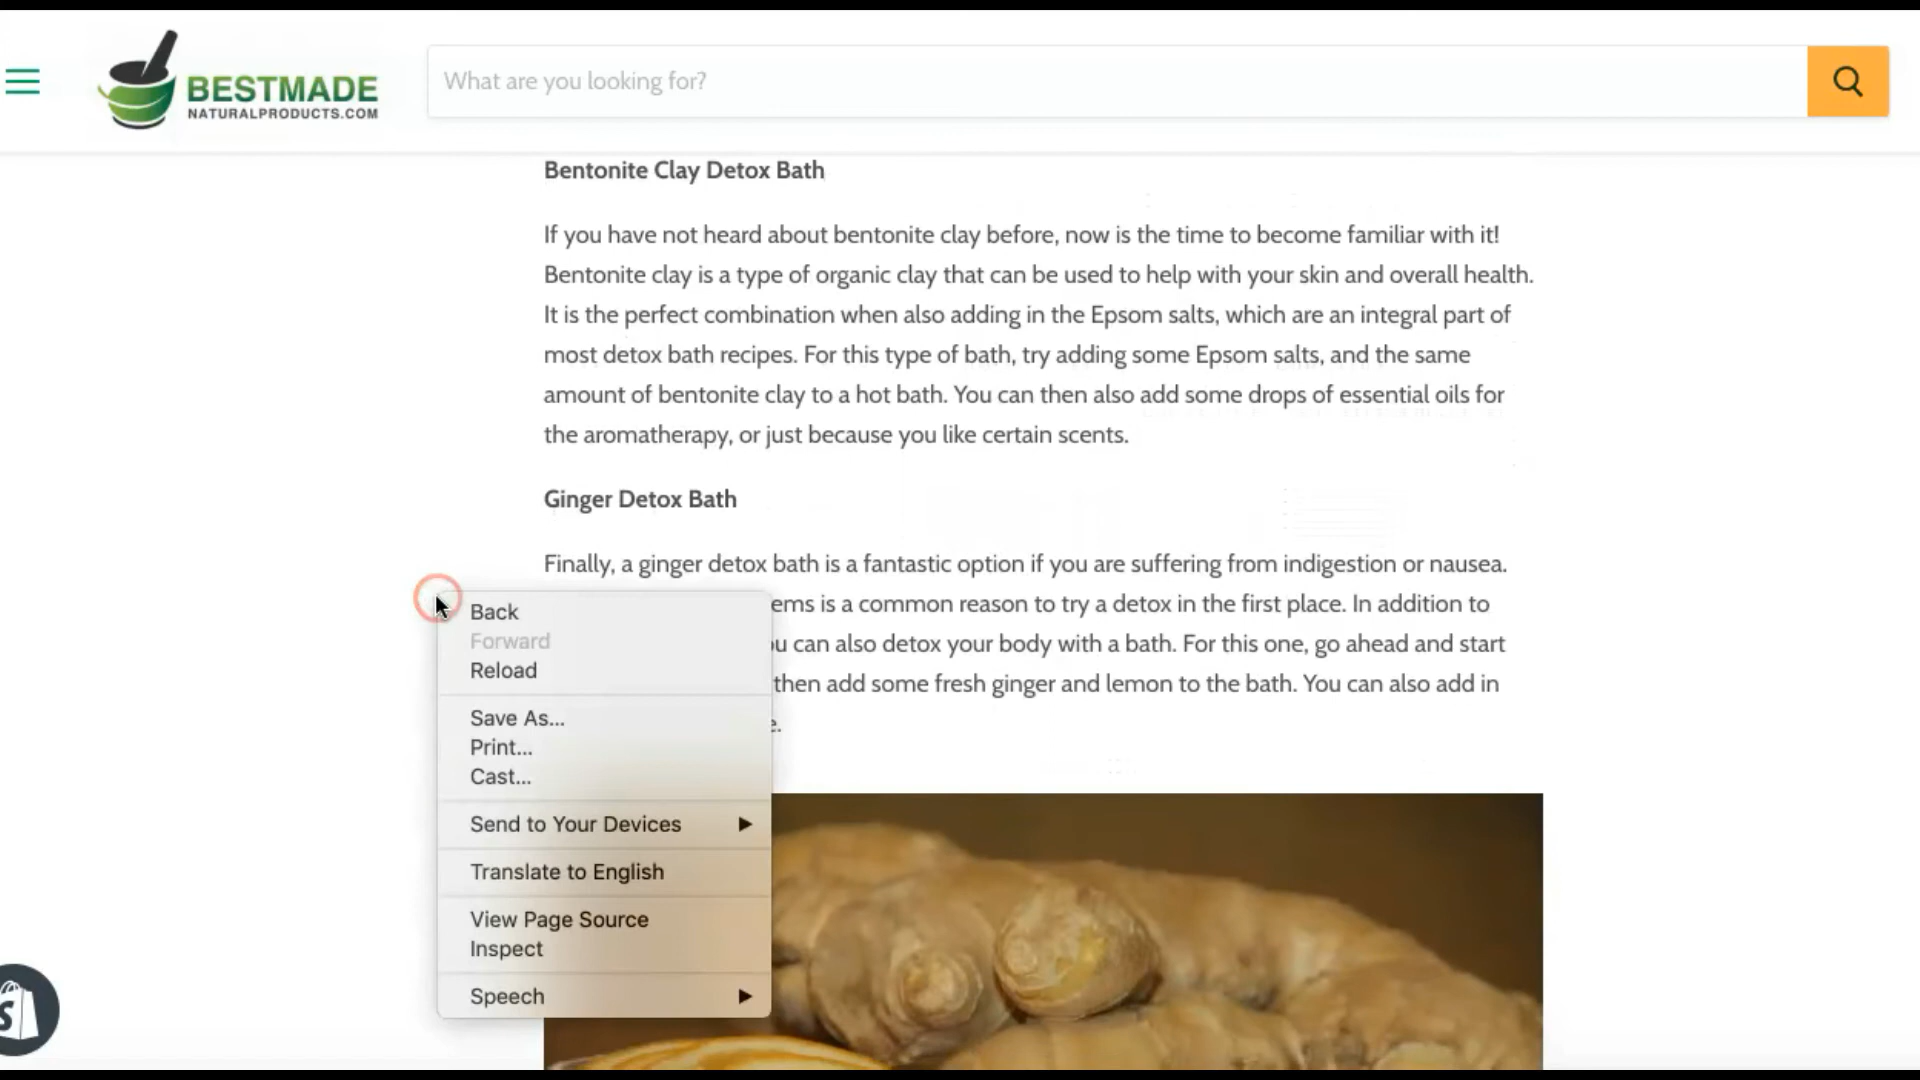 BESTMADE
NATURALPRODUCTS.COM
What are you looking for?
Bentonite Clay Detox Bath
If you have not heard about bentonite clay before, now is the time to become familiar with it!
Bentonite clay is a type of organic clay that can be used to help with your skin and overall health.
It is the perfect combination when also adding in the Epsom salts, which are an integral part of
most detox bath recipes. For this type of bath, try adding some Epsom salts, and the same
amount of bentonite clay to a hot bath. You can then also add some drops of essential oils for
the aromatherapy, or just because you like certain scents.
Ginger Detox Bath
Finally, a ginger detox bath is a fantastic option if you are suffering from indigestion or nausea.
ems is a common reason to try a detox in the first place. In addition to
u can also detox your body with a bath. For this one, go ahead and start
then add some fresh ginger and lemon to the bath. You can also add in
e.
Back
Forward
Reload
Save As...
Print...
Cast...
Send to Your Devices
Translate to English
View Page Source
Inspect
Speech
S